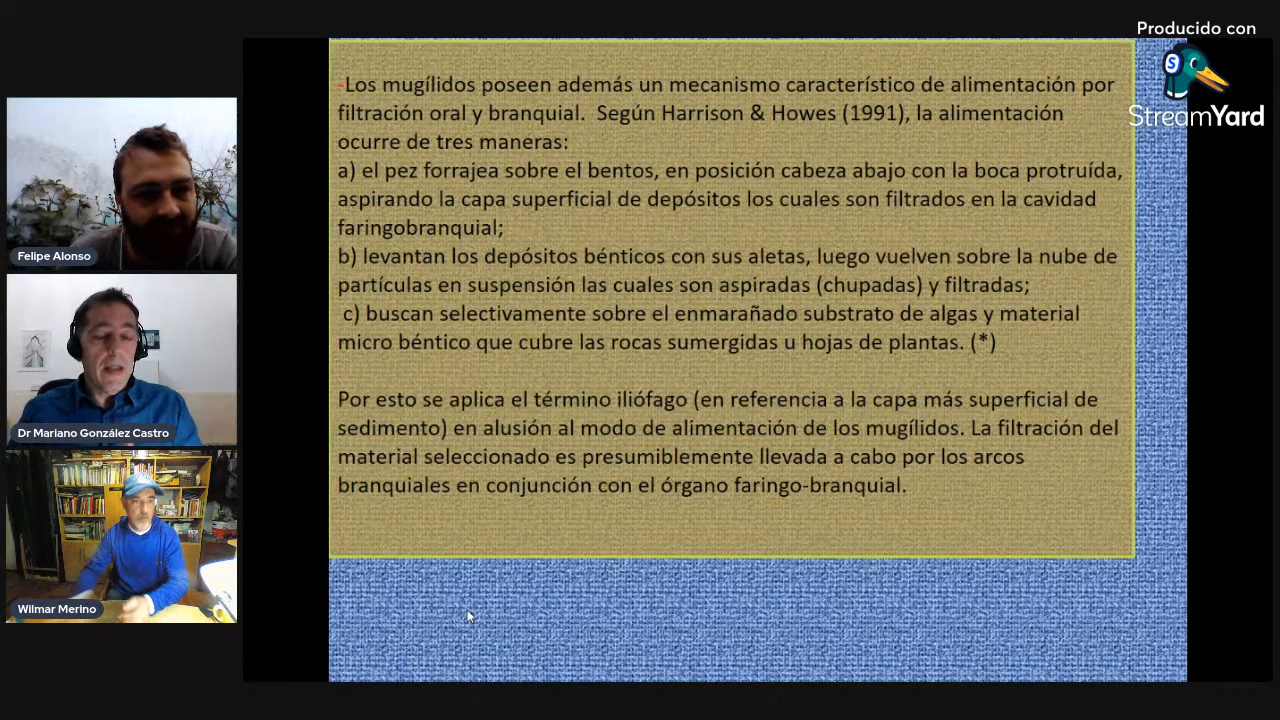 Producido con
StreamYard
-Los mugílidos poseen además un mecanismo característico de alimentación por
filtración oral y branquial. Según Harrison & Howes (1991), la alimentación
ocurre de tres maneras:
a) el pez forrajea sobre el bentos, en posición cabeza abajo con la boca protruída,
aspirando la capa superficial de depósitos los cuales son filtrados en la cavidad
faringobranquial;
b) levantan los depósitos bénticos con sus aletas, luego vuelven sobre la nube de
partículas en suspensión las cuales son aspiradas (chupadas) y filtradas;
c) buscan selectivamente sobre el enmarañado substrato de algas y material
micro béntico que cubre las rocas sumergidas u hojas de plantas. (*)
Por esto se aplica el término iliófago (en referencia a la capa más superficial de
sedimento) en alusión al modo de alimentación de los mugílidos. La filtración del
material seleccionado es presumiblemente llevada a cabo por los arcos
branquiales en conjunción con el órgano faringo-branquial.
Felipe Alonso
Dr Mariano González Castro
Wilmar Merino